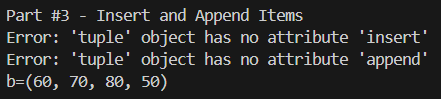 Part #3 - Insert and Append Items
Error: 'tuple' object has no attribute 'insert'
Error: 'tuple' object has no attribute 'append'
b=(60, 70, 80, 50)